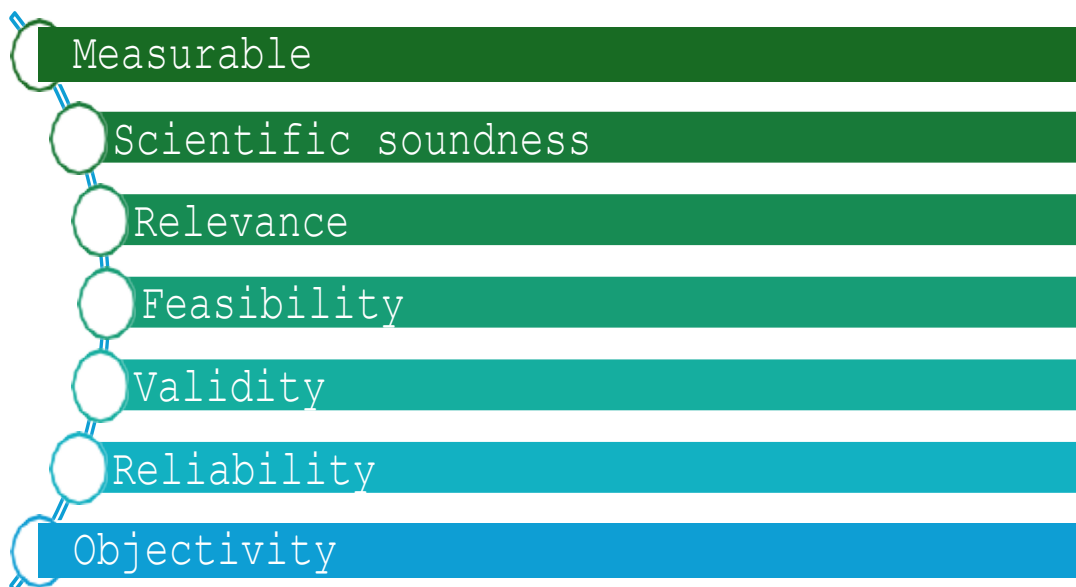 Measurable
Scientific soundness
Relevance
Feasibility
Validity
Reliability
Objectivity